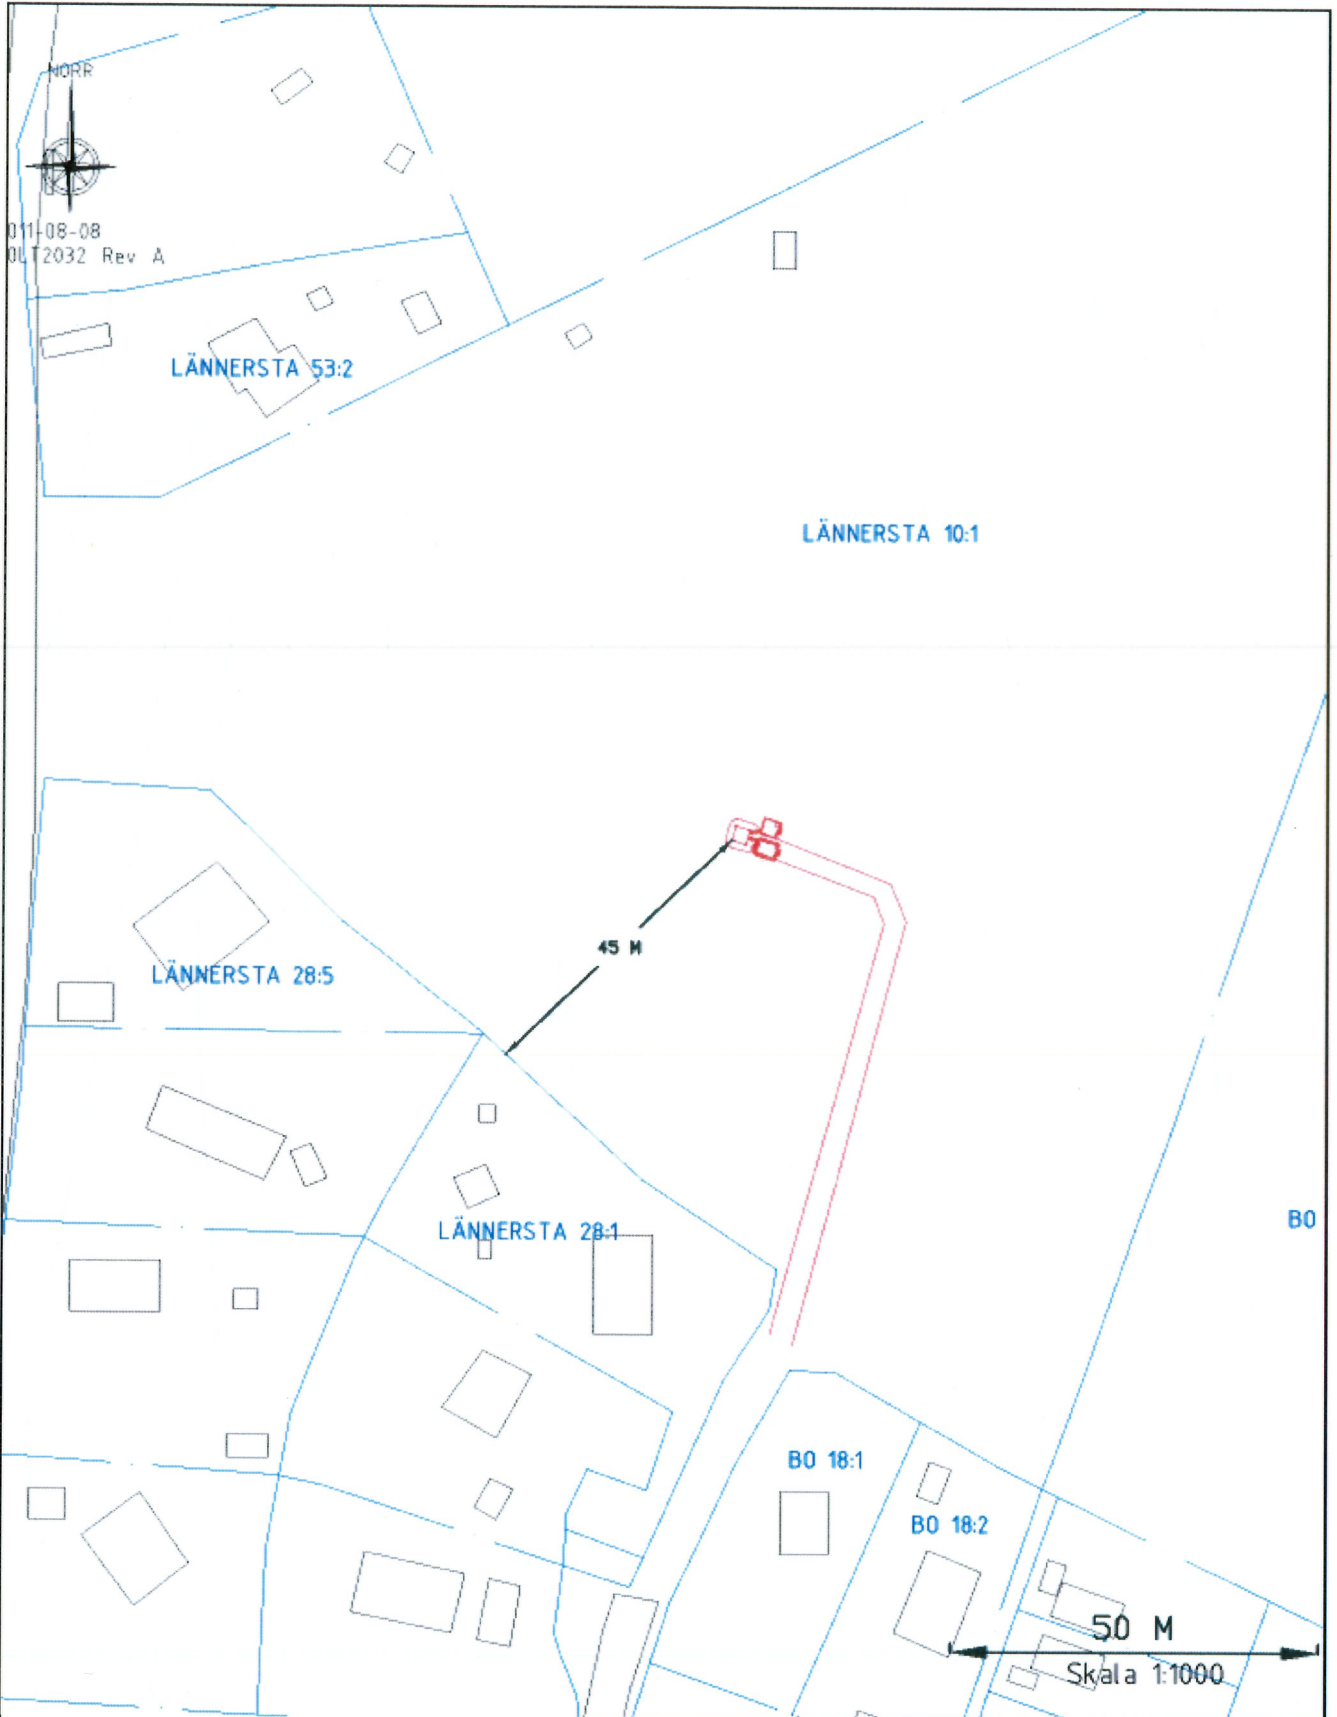 NORR
011-08-08
0LT2032 Rev A
LÄNNERSTA 53:2
LÄNNERSTA 10:1
45 M
LÄNNERSTA 28:5
LÄNNERSTA 28:1
BO
BO 18:1
BO 18:2
50 M
Skala 1:1000